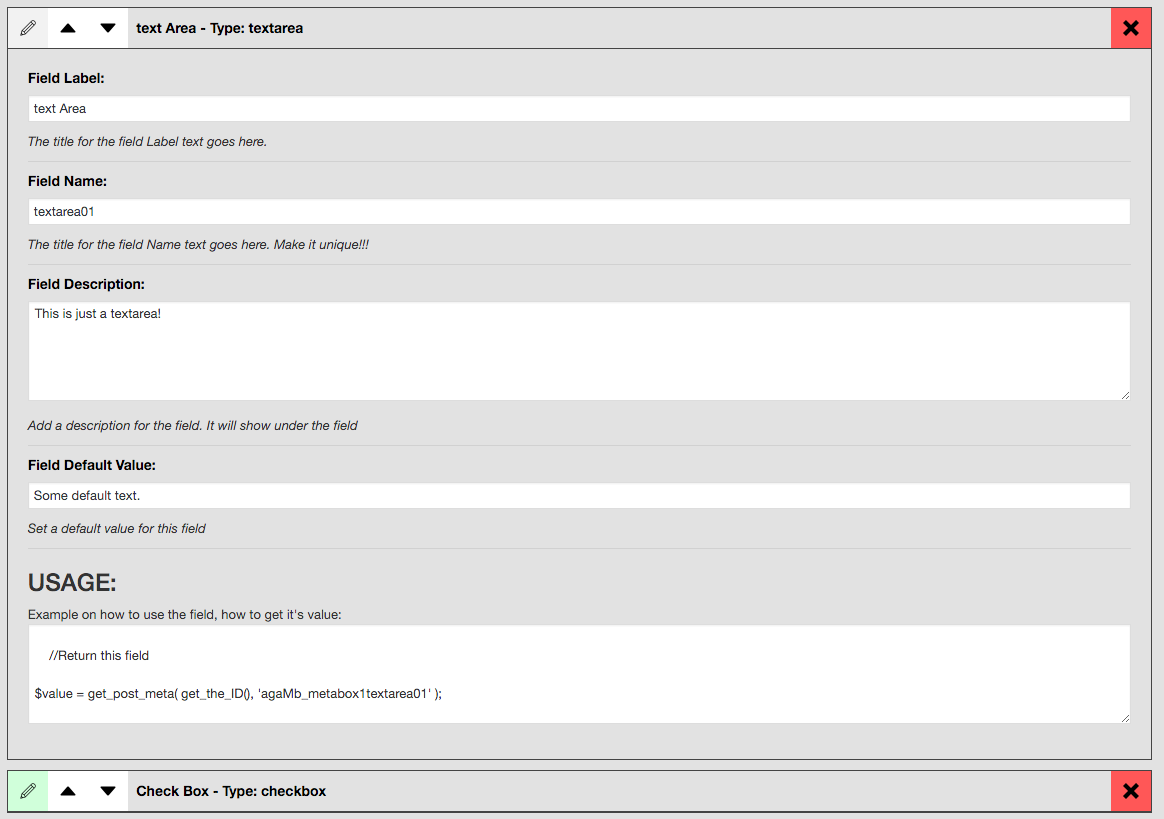 text Area - Type: textarea
Field Label:
text Area
The title for the field Label text goes here.
Field Name:
textarea01
The title for the field Name text goes here. Make it unique!!!
Field Description:
This is just a textarea!
Add a description for the field. It will show under the field
Field Default Value:
Some default text.
Set a default value for this field
USAGE:
Example on how to use the field, how to get it's value:
//Return this field
$value = get_post_meta( get_the_ID(), 'agaMb_metabox1textarea01' );
Check Box - Type: checkbox